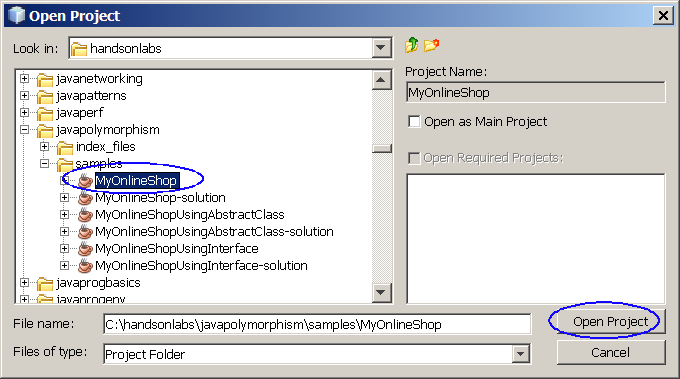 Open Project
Look in: handsonlabs
javanetworking
javapatterns
javaperf
javapolymorphism
index_files
samples
MyOnlineShop
MyOnlineShop-solution
MyOnlineShopUsingAbstractClass
MyOnlineShopUsingAbstractClass-solution
MyOnlineShopUsingInterface
MyOnlineShopUsingInterface-solution
javaprogbasics
javaprogenv
Project Name:
MyOnlineShop
Open as Main Project
Open Required Projects:
File name: C:\handsonlabs\javapolymorphism\samples\MyOnlineShop
Open Project
Files of type: Project Folder
Cancel